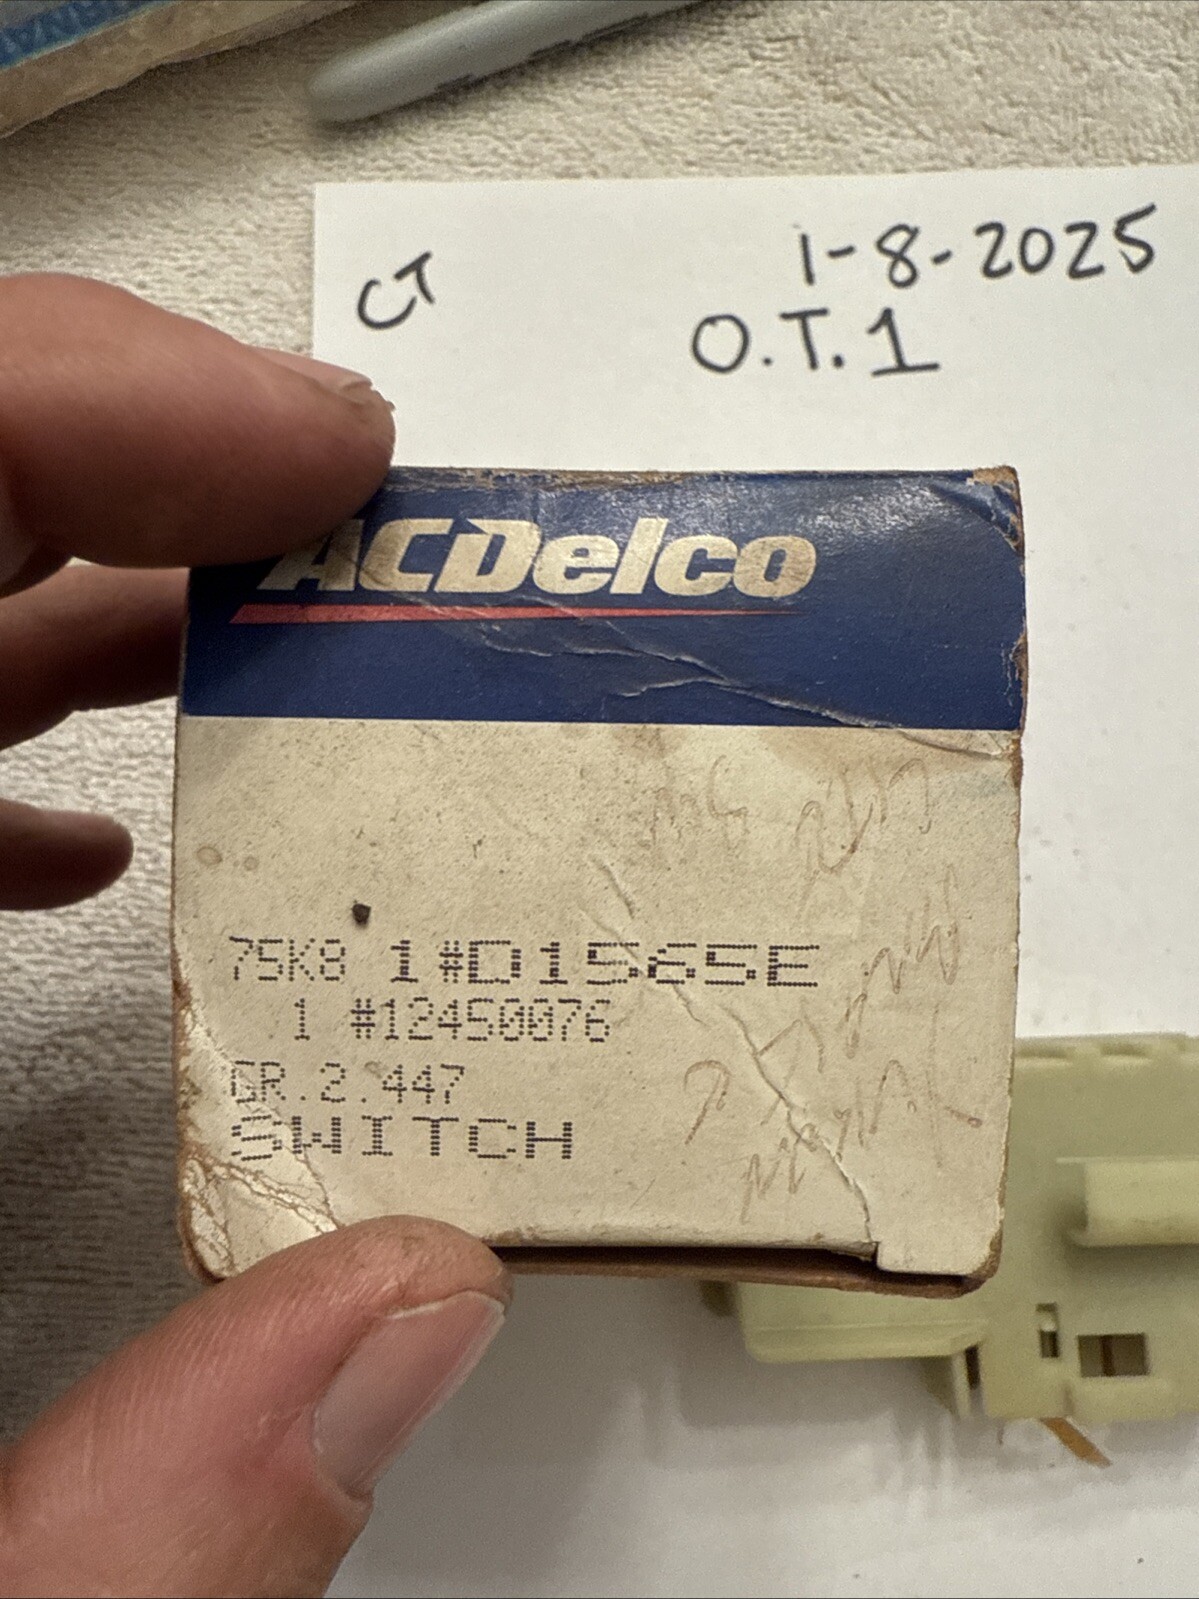 CT
1-8-2025
O.T.1
ACDelco
75K8 1#D1565E
1 #12450076
GR.2.447
SWITCH